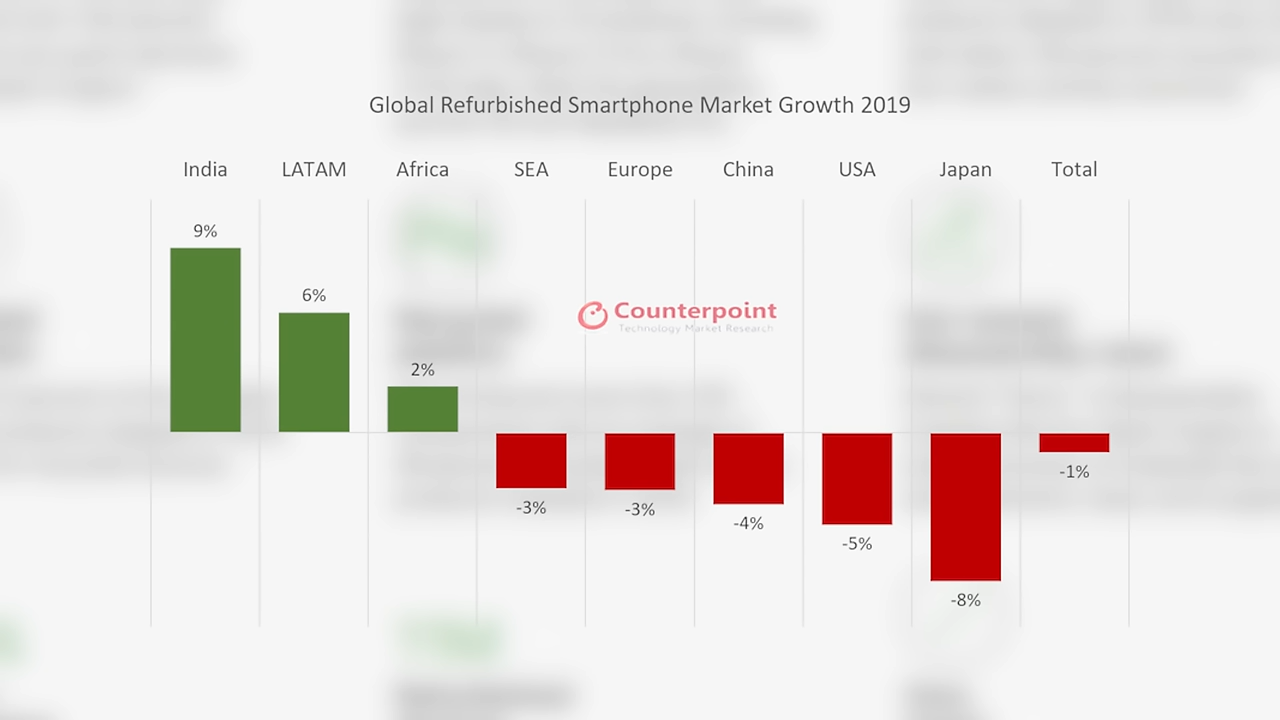 Global Refurbished Smartphone Market Growth 2019
India LATAM Africa SEA Europe China USA Japan Total
9%
6%
2%
Counterpoint
Technology Market Research
-3% -3% -4% -5% -8% -1%